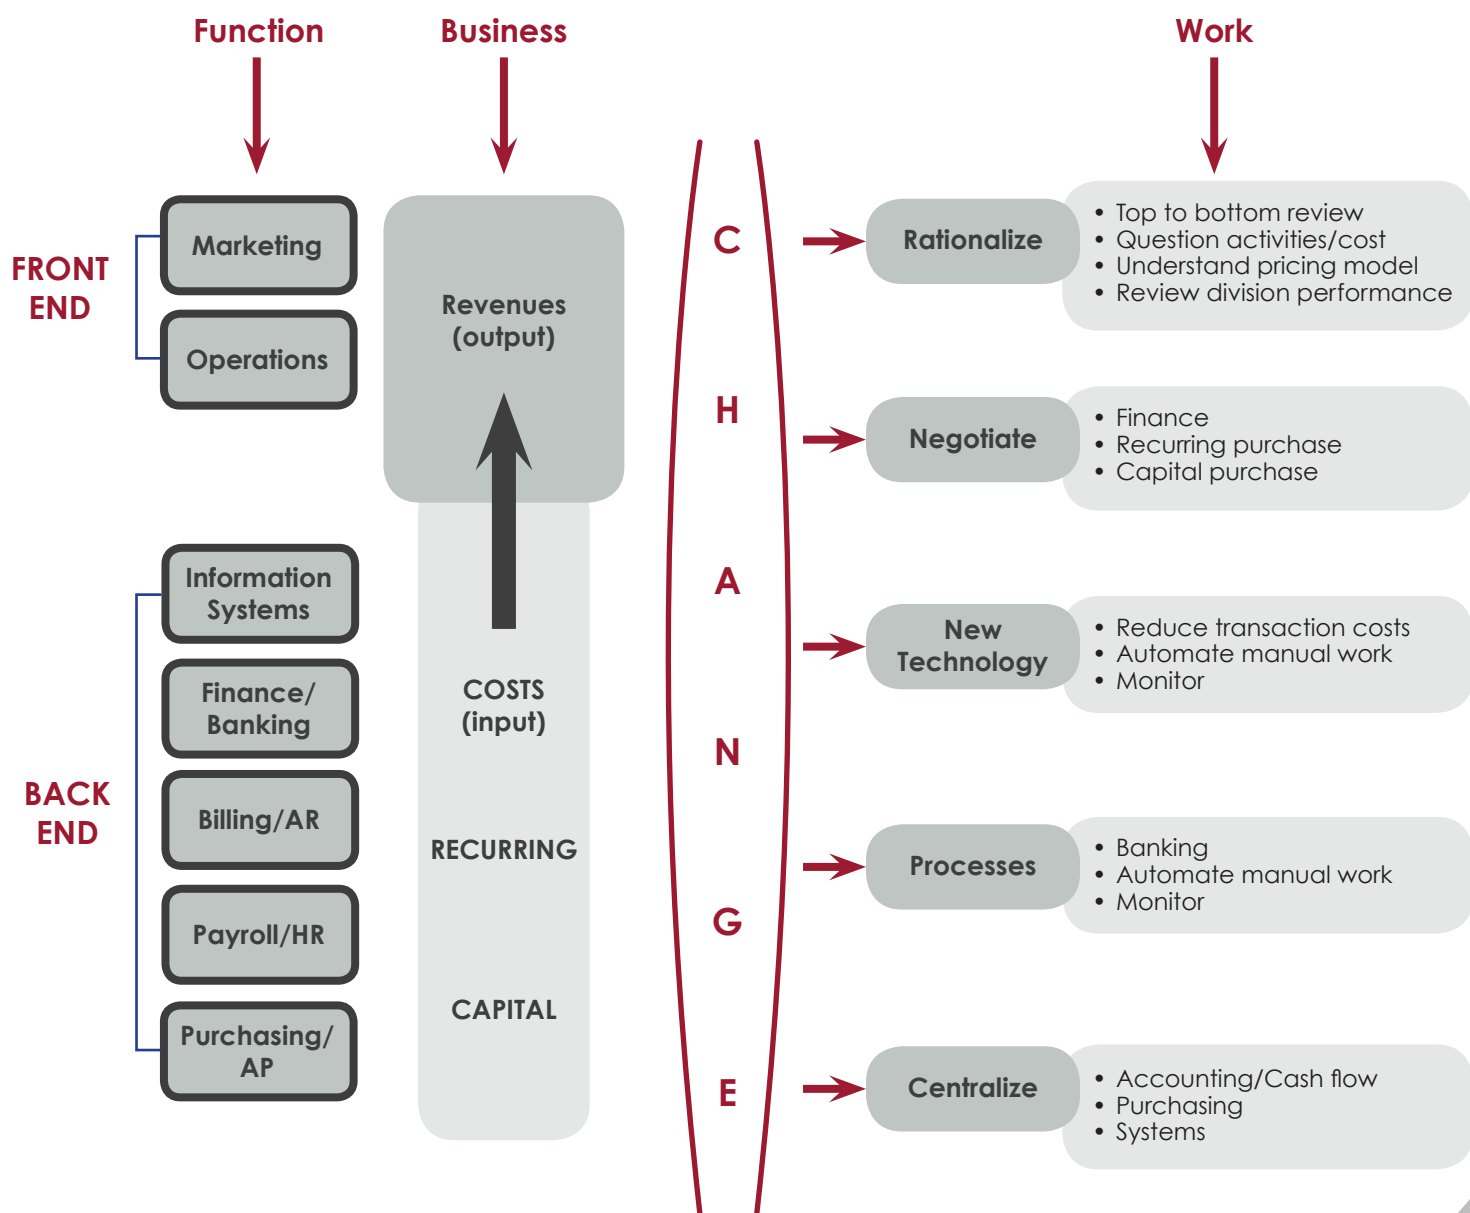 Function
Business
Work
FRONT
END
Marketing
Operations
BACK
END
Information
Systems
Finance/
Banking
Billing/AR
Payroll/HR
Purchasing/
AP
Revenues
(output)
COSTS
(input)
RECURRING
CAPITAL
C
H
A
N
G
E
Rationalize
• Top to bottom review
• Question activities/cost
• Understand pricing model
• Review division performance
Negotiate
• Finance
• Recurring purchase
• Capital purchase
New
Technology
• Reduce transaction costs
• Automate manual work
• Monitor
Processes
• Banking
• Automate manual work
• Monitor
Centralize
• Accounting/Cash flow
• Purchasing
• Systems